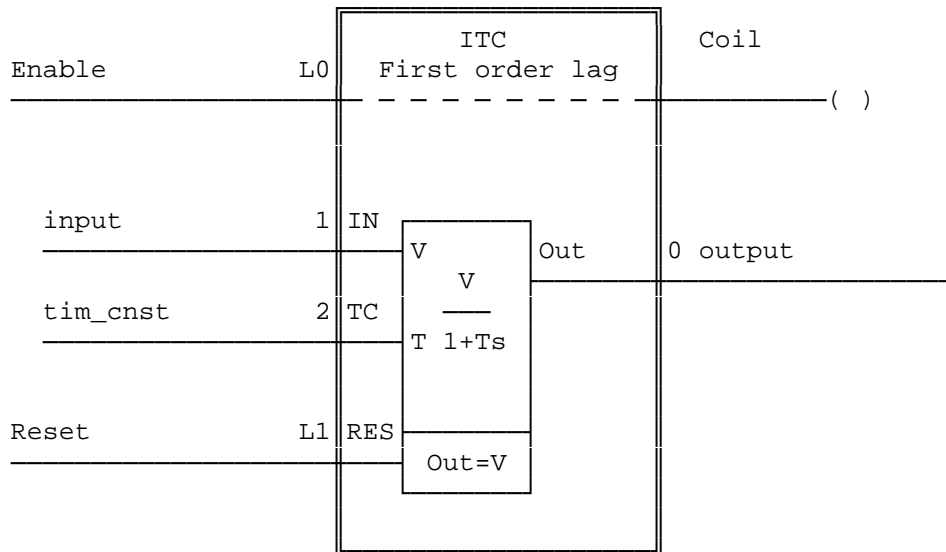 ITC Coil
Enable L0 First order lag
( )
input 1 IN
V Out 0 output
V
tim_cnst 2 TC
T 1+Ts
Reset L1 RES
Out=V